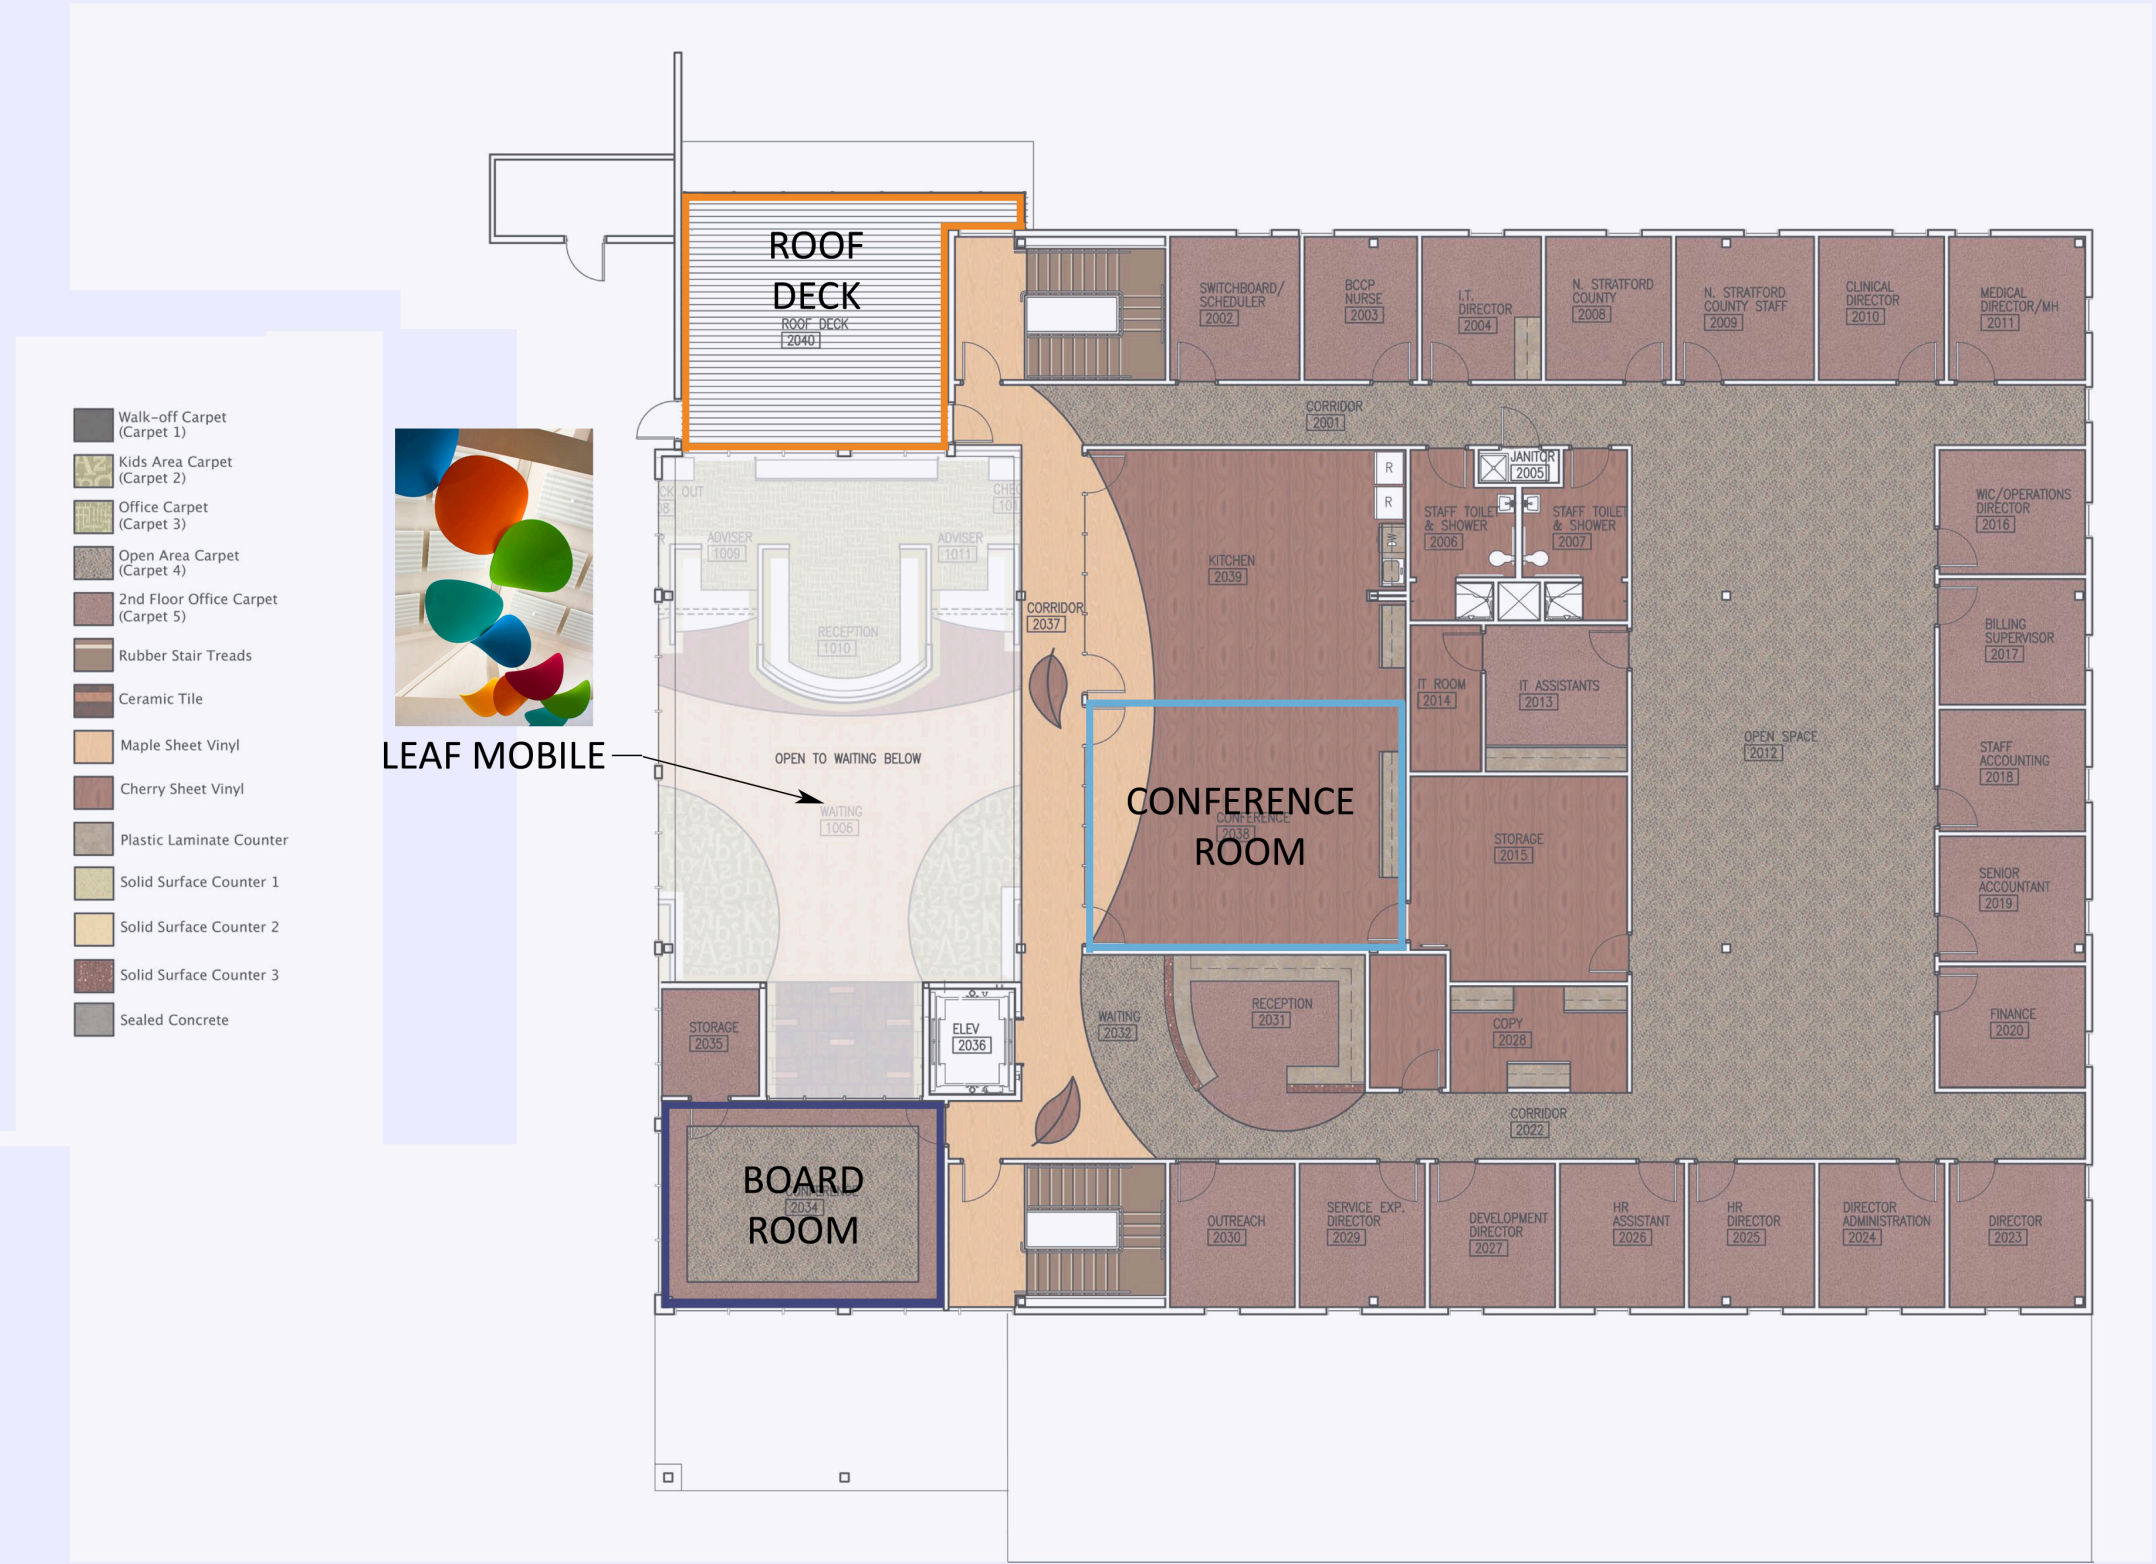 ROOF
DECK
ROOF DECK
2040
SWITCHBOARD/
SCHEDULER
2002
BCCP
NURSE
2003
I.T.
DIRECTOR
2004
N. STRATFORD
COUNTY
2008
N. STRATFORD
COUNTY STAFF
2009
CLINICAL
DIRECTOR
2010
MEDICAL
DIRECTOR/MH
2011
CORRIDOR
2001
Walk-off Carpet
(Carpet 1)
Kids Area Carpet
(Carpet 2)
Office Carpet
(Carpet 3)
Open Area Carpet
(Carpet 4)
2nd Floor Office Carpet
(Carpet 5)
Rubber Stair Treads
Ceramic Tile
Maple Sheet Vinyl
Cherry Sheet Vinyl
Plastic Laminate Counter
Solid Surface Counter 1
Solid Surface Counter 2
Solid Surface Counter 3
Sealed Concrete
LEAF MOBILE
OUT
ADVISER
1009
ADVISER
1011
RECEPTION
1010
OPEN TO WAITING BELOW
WAITING
1006
CORRIDOR
2037
KITCHEN
2039
R
R
JANITOR
2005
STAFF TOILET
& SHOWER
2006
STAFF TOILET
& SHOWER
2007
IT ROOM
2014
IT ASSISTANTS
2013
CONFERENCE
ROOM
CONFERENCE
2038
STORAGE
2015
OPEN SPACE
2012
WIC/OPERATIONS
DIRECTOR
2016
BILLING
SUPERVISOR
2017
STAFF
ACCOUNTING
2018
SENIOR
ACCOUNTANT
2019
FINANCE
2020
STORAGE
2035
ELEV
2036
WAITING
2032
RECEPTION
2031
COPY
2028
CORRIDOR
2022
BOARD
ROOM
CONFERENCE
2034
OUTREACH
2030
SERVICE EXP.
DIRECTOR
2029
DEVELOPMENT
DIRECTOR
2027
HR
ASSISTANT
2026
HR
DIRECTOR
2025
DIRECTOR
ADMINISTRATION
2024
DIRECTOR
2023